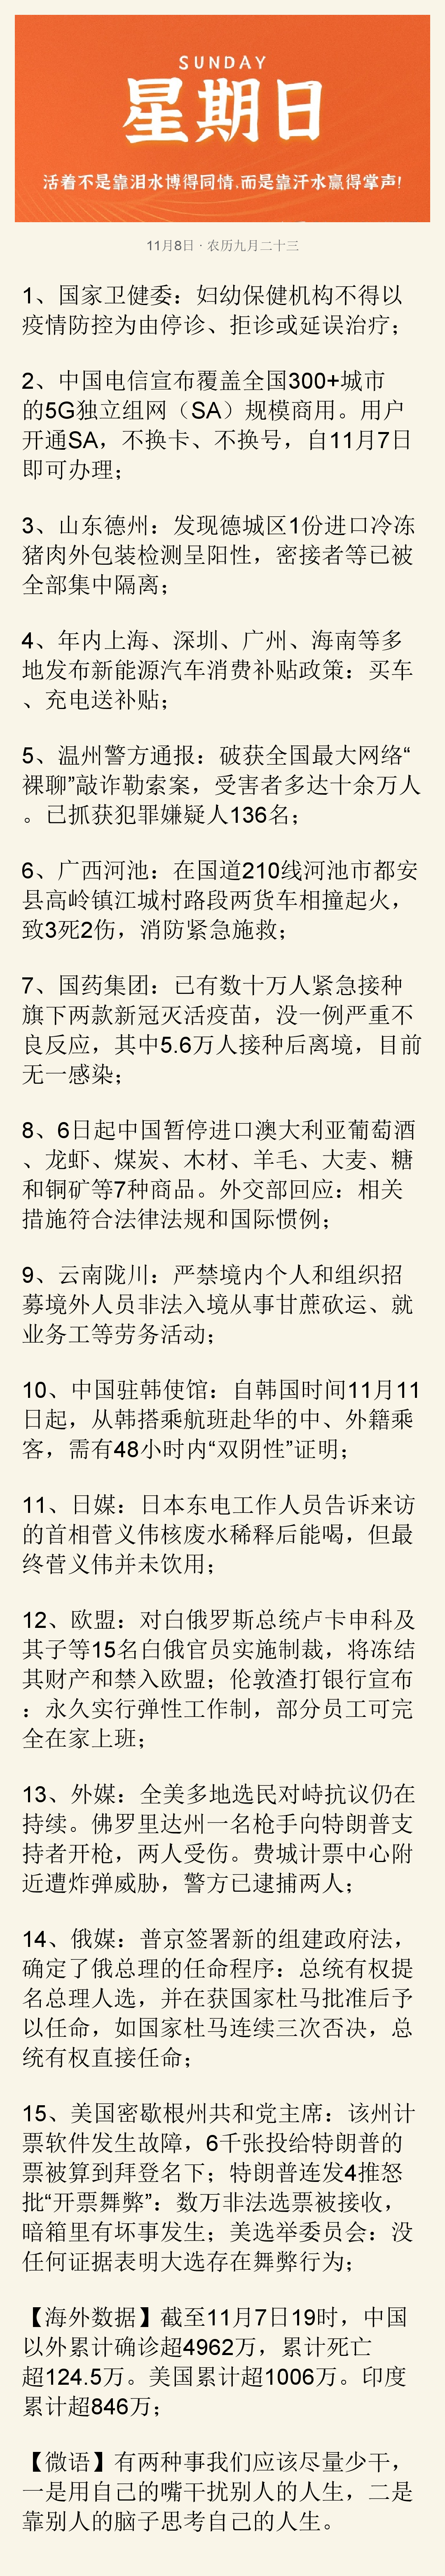 SUNDAY
星期日
活着不是靠泪水博得同情,而是靠汗水赢得掌声!
11月8日 · 农历九月二十三
1、国家卫健委：妇幼保健机构不得以
疫情防控为由停诊、拒诊或延误治疗；
2、中国电信宣布覆盖全国300+城市
的5G独立组网（SA）规模商用。用户
开通SA，不换卡、不换号，自11月7日
即可办理；
3、山东德州：发现德城区1份进口冷冻
猪肉外包装检测呈阳性，密接者等已被
全部集中隔离；
4、年内上海、深圳、广州、海南等多
地发布新能源汽车消费补贴政策：买车
、充电送补贴；
5、温州警方通报：破获全国最大网络“
裸聊”敲诈勒索案，受害者多达十余万人
。已抓获犯罪嫌疑人136名；
6、广西河池：在国道210线河池市都安
县高岭镇江城村路段两货车相撞起火，
致3死2伤，消防紧急施救；
7、国药集团：已有数十万人紧急接种
旗下两款新冠灭活疫苗，没一例严重不
良反应，其中5.6万人接种后离境，目前
无一感染；
8、6日起中国暂停进口澳大利亚葡萄酒
、龙虾、煤炭、木材、羊毛、大麦、糖
和铜矿等7种商品。外交部回应：相关
措施符合法律法规和国际惯例；
9、云南陇川：严禁境内个人和组织招
募境外人员非法入境从事甘蔗砍运、就
业务工等劳务活动；
10、中国驻韩使馆：自韩国时间11月11
日起，从韩搭乘航班赴华的中、外籍乘
客，需有48小时内“双阴性”证明；
11、日媒：日本东电工作人员告诉来访
的首相菅义伟核废水稀释后能喝，但最
终菅义伟并未饮用；
12、欧盟：对白俄罗斯总统卢卡申科及
其子等15名白俄官员实施制裁，将冻结
其财产和禁入欧盟；伦敦渣打银行宣布
：永久实行弹性工作制，部分员工可完
全在家上班；
13、外媒：全美多地选民对峙抗议仍在
持续。佛罗里达州一名枪手向特朗普支
持者开枪，两人受伤。费城计票中心附
近遭炸弹威胁，警方已逮捕两人；
14、俄媒：普京签署新的组建政府法，
确定了俄总理的任命程序：总统有权提
名总理人选，并在获国家杜马批准后予
以任命，如国家杜马连续三次否决，总
统有权直接任命；
15、美国密歇根州共和党主席：该州计
票软件发生故障，6千张投给特朗普的
票被算到拜登名下；特朗普连发4推怒
批“开票舞弊”：数万非法选票被接收，
暗箱里有坏事发生；美选举委员会：没
任何证据表明大选存在舞弊行为；
【海外数据】截至11月7日19时，中国
以外累计确诊超4962万，累计死亡
超124.5万。美国累计超1006万。印度
累计超846万；
【微语】有两种事我们应该尽量少干，
一是用自己的嘴干扰别人的人生，二是
靠别人的脑子思考自己的人生。